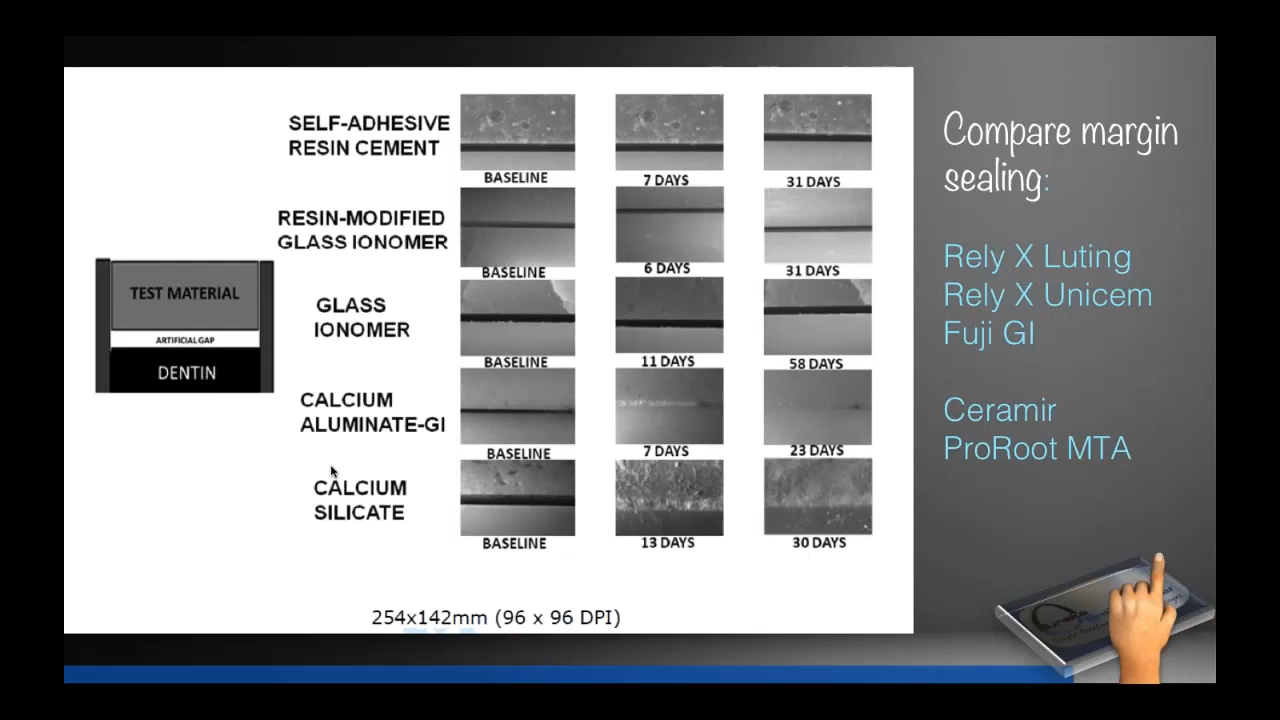 SELF-ADHESIVE
RESIN CEMENT
BASELINE
7 DAYS
31 DAYS
RESIN-MODIFIED
GLASS IONOMER
BASELINE
6 DAYS
31 DAYS
TEST MATERIAL
ARTIFICIAL GAP
DENTIN
GLASS
IONOMER
BASELINE
11 DAYS
58 DAYS
CALCIUM
ALUMINATE-GI
BASELINE
7 DAYS
23 DAYS
CALCIUM
SILICATE
BASELINE
13 DAYS
30 DAYS
254x142mm (96 x 96 DPI)
Compare margin
sealing:
Rely X Luting
Rely X Unicem
Fuji GI
Ceramir
ProRoot MTA